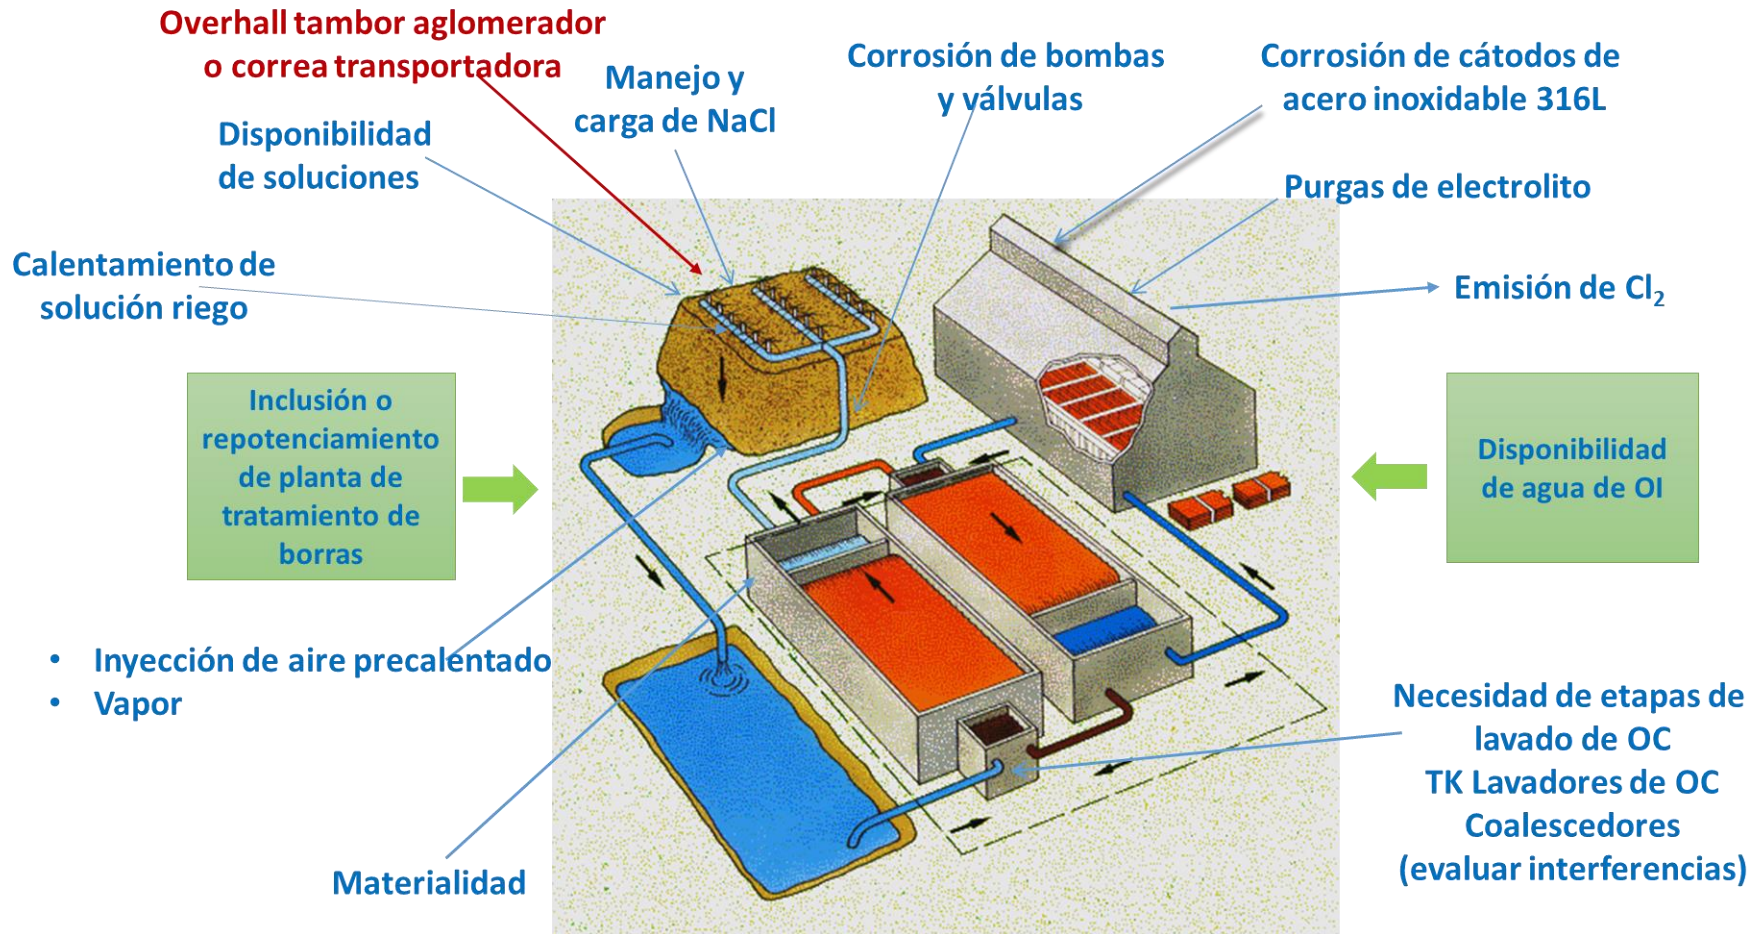 Overhall tambor aglomerador
o correa transportadora
Manejo y
carga de NaCl
Corrosión de bombas
y válvulas
Corrosión de cátodos de
acero inoxidable 316L
Disponibilidad
de soluciones
Purgas de electrolito
Calentamiento de
solución riego
Emisión de Cl₂
Inclusión o
repotenciamiento
de planta de
tratamiento de
borras
Disponibilidad
de agua de OI
• Inyección de aire precalentado
• Vapor
Necesidad de etapas de
lavado de OC
TK Lavadores de OC
Coalescedores
(evaluar interferencias)
Materialidad